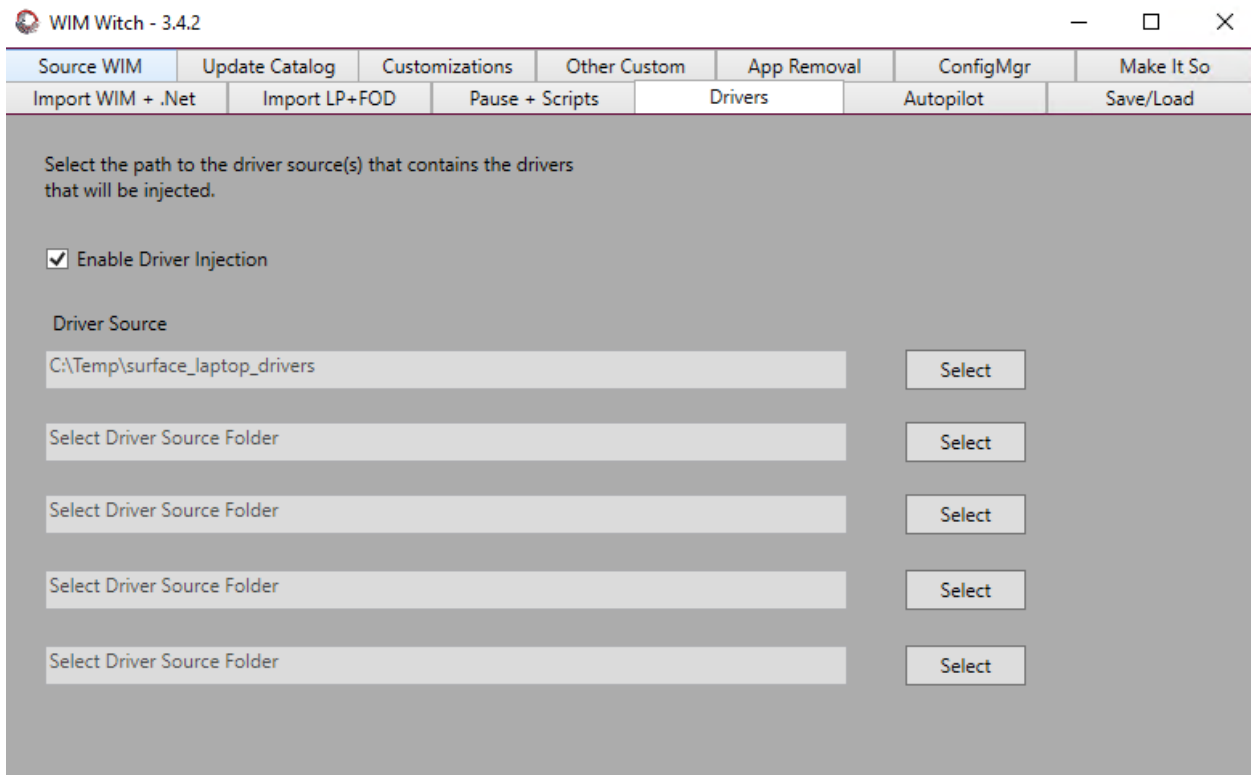 WIM Witch - 3.4.2
Source WIM Update Catalog Customizations Other Custom App Removal ConfigMgr Make It So
Import WIM + .Net Import LP+FOD Pause + Scripts Drivers Autopilot Save/Load
Select the path to the driver source(s) that contains the drivers
that will be injected.
Enable Driver Injection
Driver Source
C:\Temp\surface_laptop_drivers Select
Select Driver Source Folder Select
Select Driver Source Folder Select
Select Driver Source Folder Select
Select Driver Source Folder Select